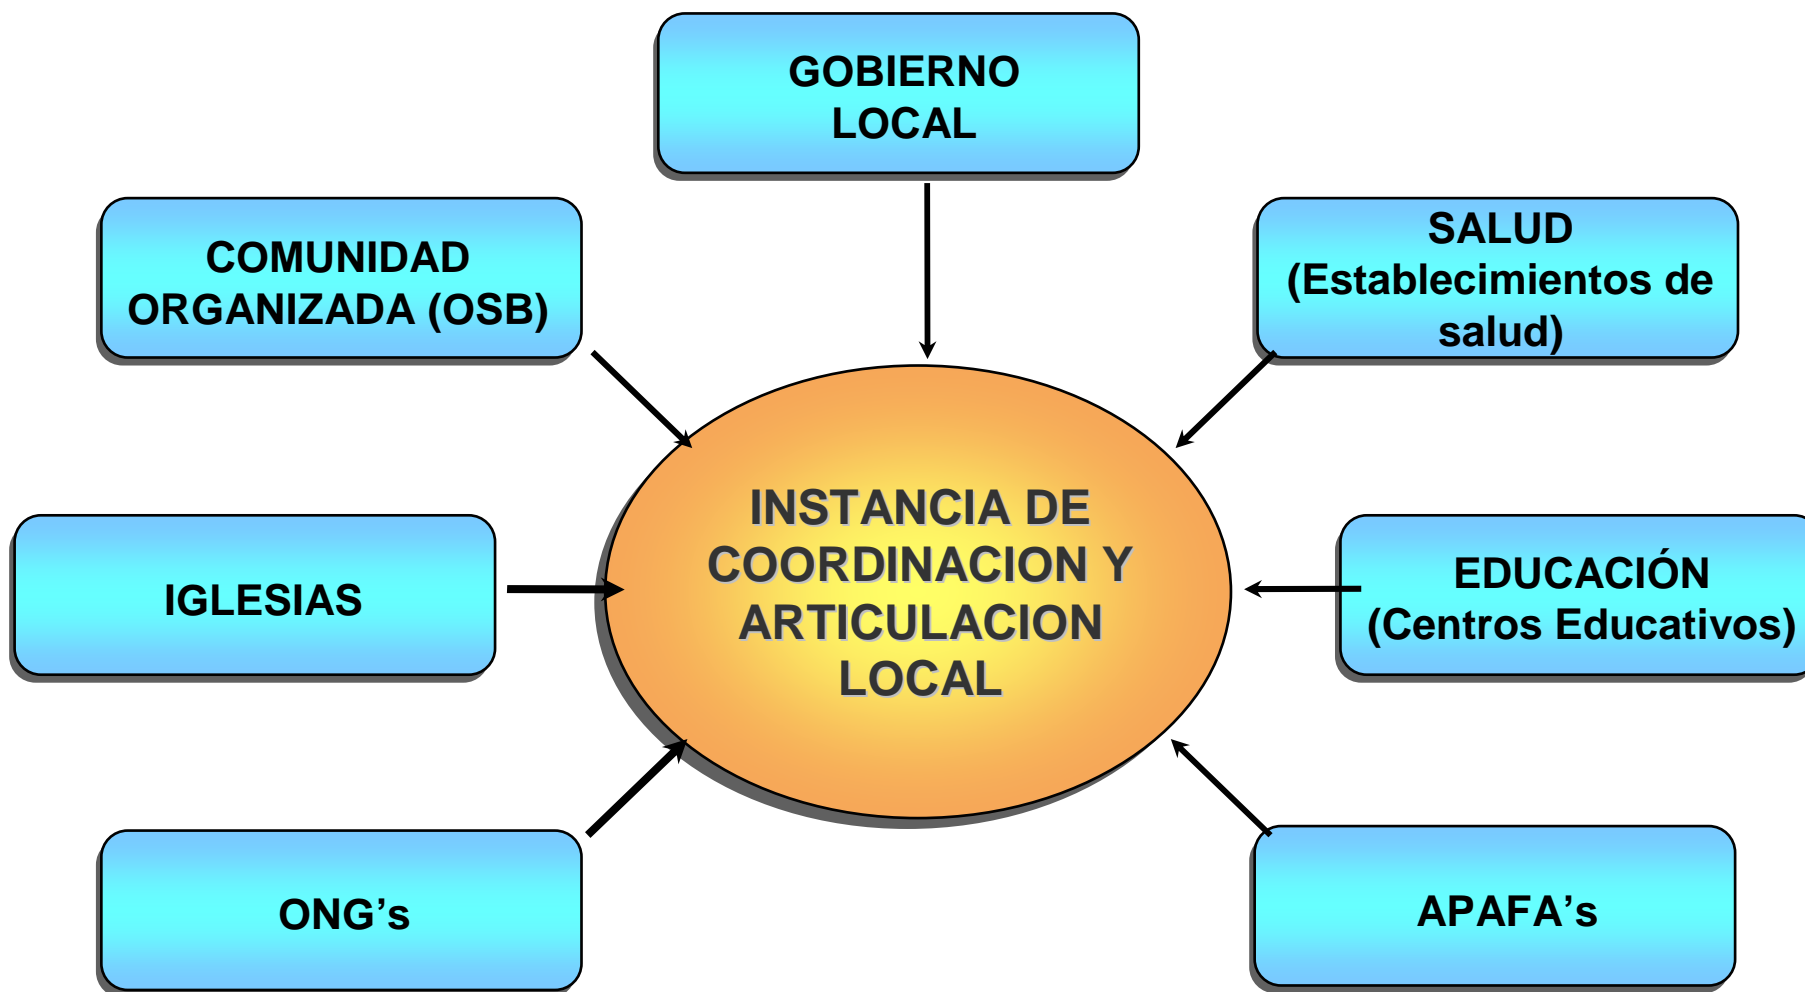 GOBIERNO
LOCAL
COMUNIDAD
ORGANIZADA (OSB)
SALUD
(Establecimientos de
salud)
INSTANCIA DE
COORDINACION Y
ARTICULACION
LOCAL
IGLESIAS
EDUCACIÓN
(Centros Educativos)
ONG’s
APAFA’s